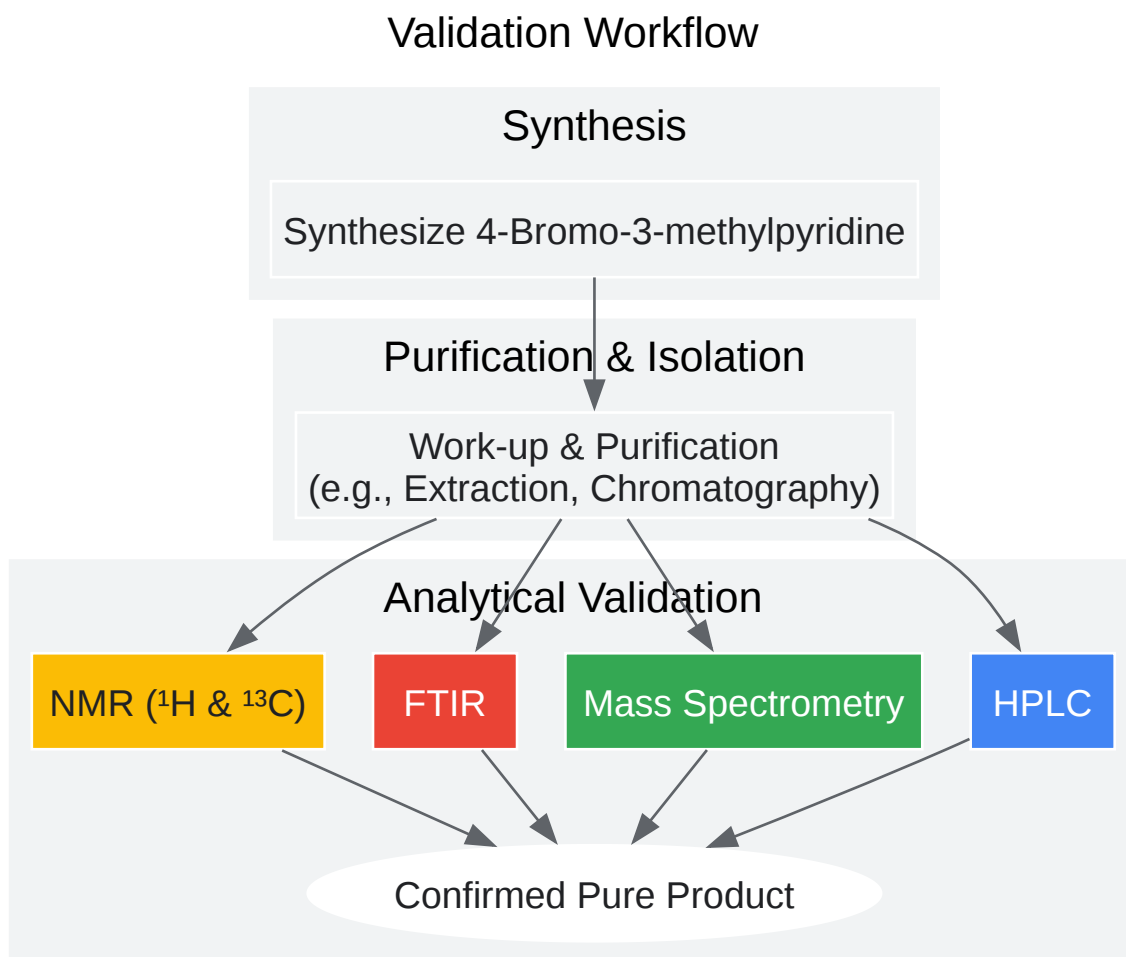 Validation Workflow
Synthesis
Synthesize 4-Bromo-3-methylpyridine
Purification & Isolation
Work-up & Purification
(e.g., Extraction, Chromatography)
Analytical Validation
NMR (¹H & ¹³C)
FTIR
Mass Spectrometry
HPLC
Confirmed Pure Product